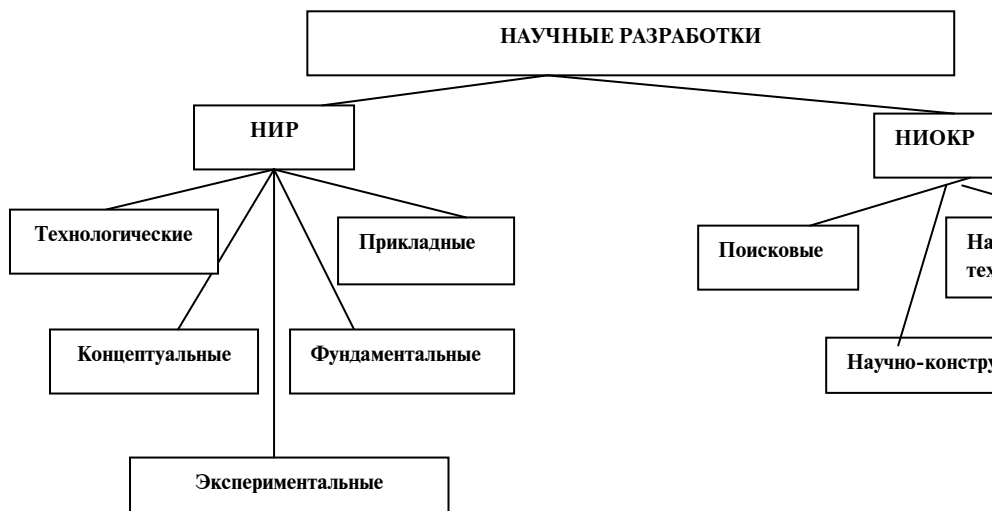 НАУЧНЫЕ РАЗРАБОТКИ
НИР
НИОКР
Технологические
Прикладные
Поисковые
Концептуальные
Фундаментальные
Экспериментальные